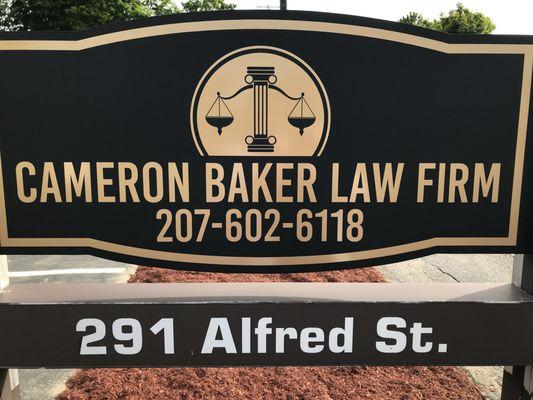 CAMERON BAKER LAW FIRM
207-602-6118
291 Alfred St.